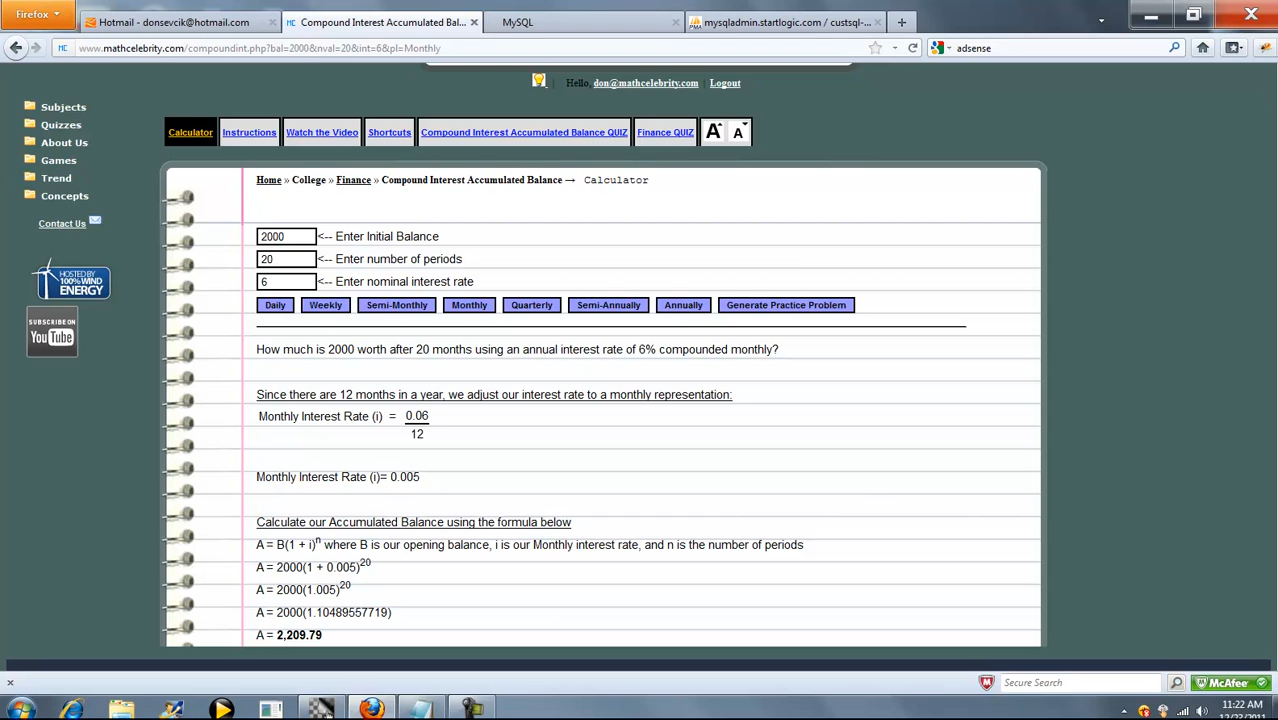 Firefox
Hotmail - donsevcik@hotmail.com
Compound Interest Accumulated Bal...
MySQL
mysqladmin.startlogic.com / custsql-...
www.mathcelebrity.com/compoundint.php?bal=2000&nval=20&int=6&pl=Monthly
adsense
Hello, don@mathcelebrity.com | Logout
Subjects
Quizzes
About Us
Games
Trend
Concepts
Contact Us
HOSTED BY
100% WIND
ENERGY
SUBSCRIBE ON
YouTube
Calculator
Instructions
Watch the Video
Shortcuts
Compound Interest Accumulated Balance QUIZ
Finance QUIZ
A A
Home » College » Finance » Compound Interest Accumulated Balance → Calculator
2000 <-- Enter Initial Balance
20 <-- Enter number of periods
6 <-- Enter nominal interest rate
Daily Weekly Semi-Monthly Monthly Quarterly Semi-Annually Annually Generate Practice Problem
How much is 2000 worth after 20 months using an annual interest rate of 6% compounded monthly?
Since there are 12 months in a year, we adjust our interest rate to a monthly representation:
Monthly Interest Rate (i) = 0.06
12
Monthly Interest Rate (i)= 0.005
Calculate our Accumulated Balance using the formula below
A = B(1 + i)^n where B is our opening balance, i is our Monthly interest rate, and n is the number of periods
A = 2000(1 + 0.005)^20
A = 2000(1.005)^20
A = 2000(1.10489557719)
A = 2,209.79
Secure Search
McAfee
11:22 AM
12/22/2011